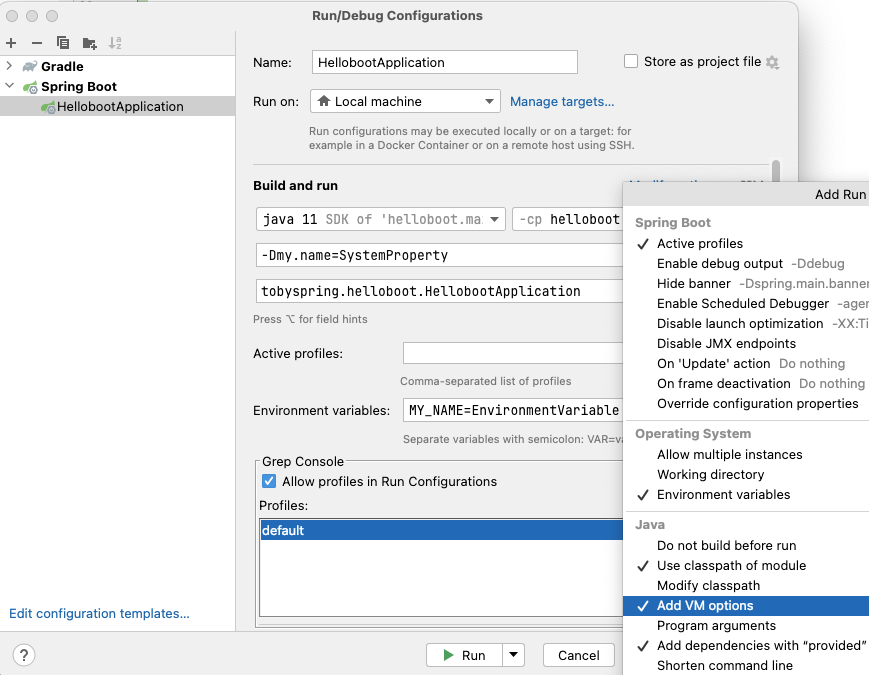 Run/Debug Configurations
Gradle
Spring Boot
HellobootApplication
Edit configuration templates...
Name: HellobootApplication Store as project file
Run on: Local machine Manage targets...
Run configurations may be executed locally or on a target: for
example in a Docker Container or on a remote host using SSH.
Build and run
java 11 SDK of 'helloboot.ma -cp helloboot
-Dmy.name=SystemProperty
tobyspring.helloboot.HellobootApplication
Press ⌥ for field hints
Active profiles:
Comma-separated list of profiles
Environment variables: MY_NAME=EnvironmentVariable
Separate variables with semicolon: VAR=va
Grep Console
Allow profiles in Run Configurations
Profiles:
default
? Run Cancel
Add Run
Spring Boot
Active profiles
Enable debug output -Ddebug
Hide banner -Dspring.main.banner
Enable Scheduled Debugger -agen
Disable launch optimization -XX:Ti
Disable JMX endpoints
On 'Update' action Do nothing
On frame deactivation Do nothing
Override configuration properties
Operating System
Allow multiple instances
Working directory
Environment variables
Java
Do not build before run
Use classpath of module
Modify classpath
Add VM options
Program arguments
Add dependencies with “provided”
Shorten command line